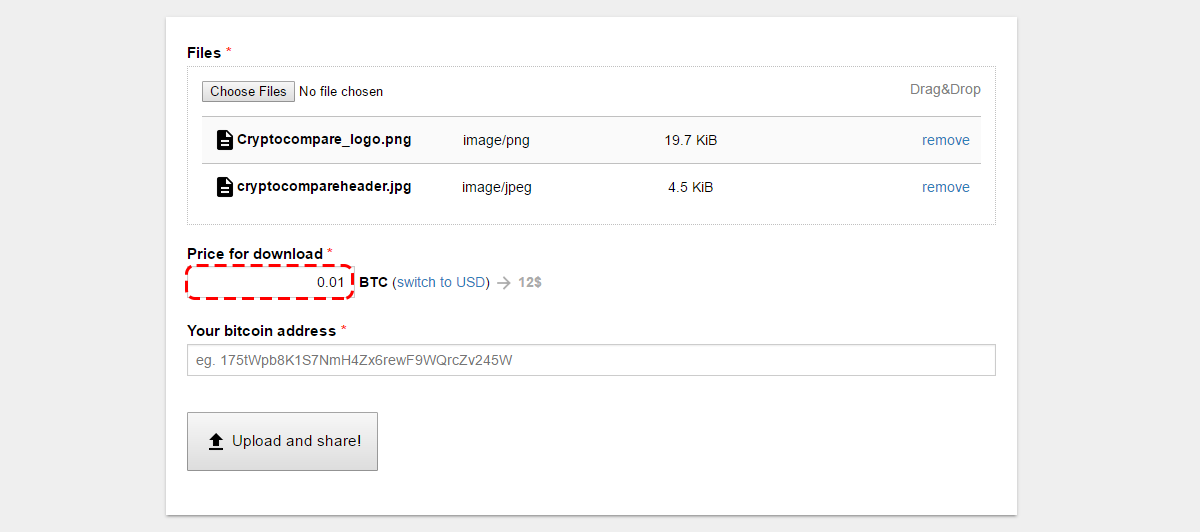 Files *
Choose Files No file chosen Drag&Drop
Cryptocompare_logo.png image/png 19.7 KiB remove
cryptocompareheader.jpg image/jpeg 4.5 KiB remove
Price for download *
0.01 BTC (switch to USD) → 12$
Your bitcoin address *
eg. 175tWpb8K1S7NmH4Zx6rewF9WQrcZv245W
Upload and share!